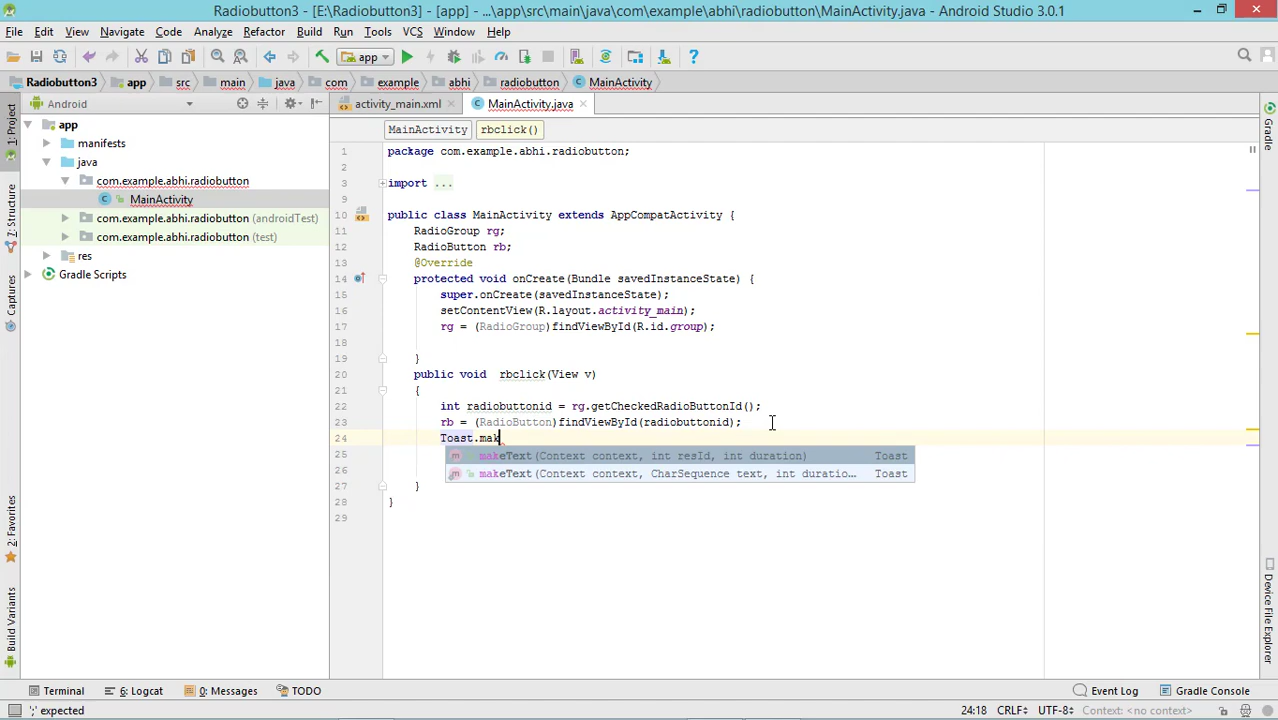 Radiobutton3 - [E:\Radiobutton3] - [app] - ...\app\src\main\java\com\example\abhi\radiobutton\MainActivity.java - Android Studio 3.0.1
File Edit View Navigate Code Analyze Refactor Build Run Tools VCS Window Help
app
Radiobutton3 app src main java com example abhi radiobutton MainActivity
Android
activity_main.xml MainActivity.java
MainActivity rbclick()
1: Project
7: Structure
Captures
2: Favorites
Build Variants
app
manifests
java
com.example.abhi.radiobutton
MainActivity
com.example.abhi.radiobutton (androidTest)
com.example.abhi.radiobutton (test)
res
Gradle Scripts
1 package com.example.abhi.radiobutton;
2
3 import ...
9
10 public class MainActivity extends AppCompatActivity {
11 RadioGroup rg;
12 RadioButton rb;
13 @Override
14 protected void onCreate(Bundle savedInstanceState) {
15 super.onCreate(savedInstanceState);
16 setContentView(R.layout.activity_main);
17 rg = (RadioGroup)findViewById(R.id.group);
18
19 }
20 public void rbclick(View v)
21 {
22 int radiobuttonid = rg.getCheckedRadioButtonId();
23 rb = (RadioButton)findViewById(radiobuttonid);
24 Toast.mak
25 m makeText(Context context, int resId, int duration) Toast
26 m makeText(Context context, CharSequence text, int duratio... Toast
27 }
28 }
29
Gradle
Device File Explorer
Terminal 6: Logcat 0: Messages TODO Event Log Gradle Console
';' expected 24:18 CRLF UTF-8 Context: <no context>